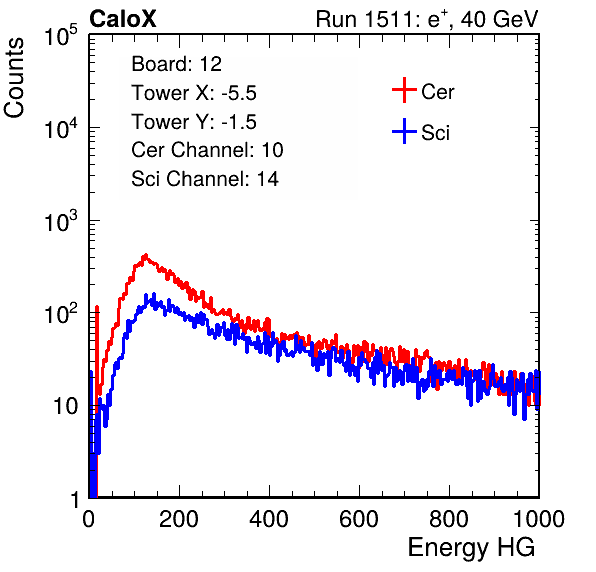 CaloX Run 1511: e⁺, 40 GeV
Counts
Board: 12
Tower X: -5.5
Tower Y: -1.5
Cer Channel: 10
Sci Channel: 14
Cer
Sci
10⁵
10⁴
10³
10²
10
1
0 200 400 600 800 1000
Energy HG